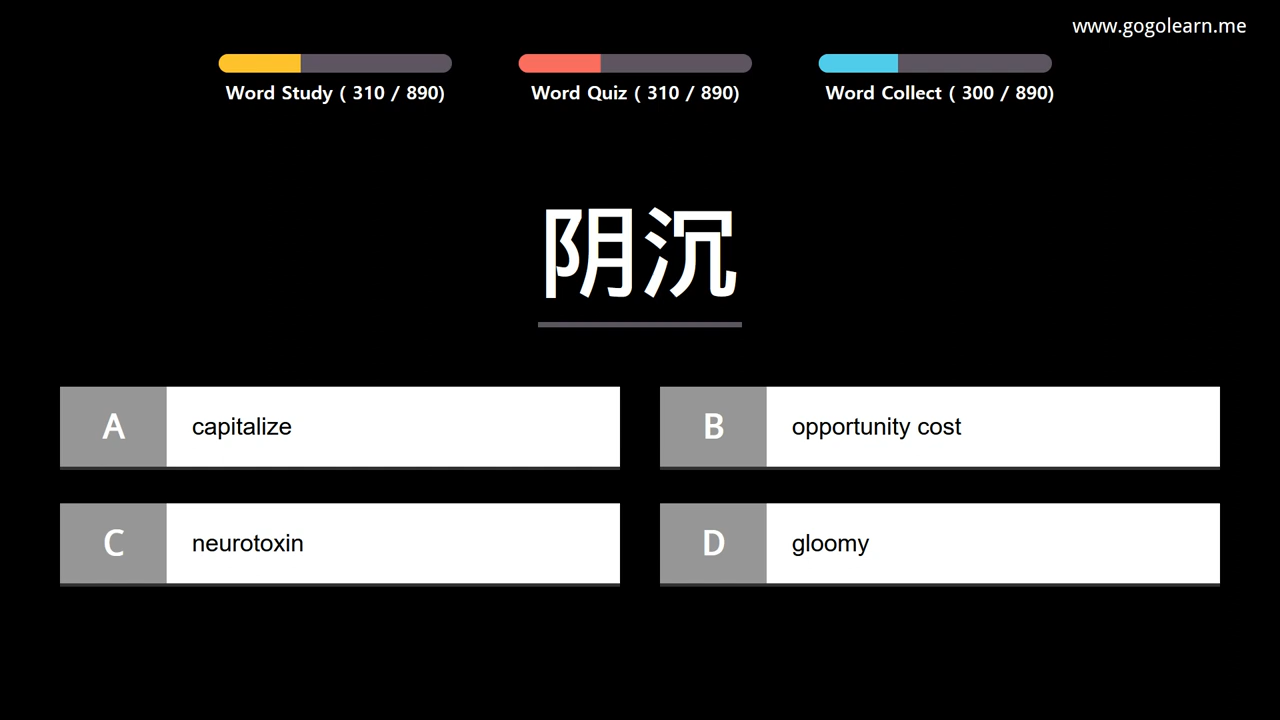 www.gogolearn.me
Word Study ( 310 / 890)
Word Quiz ( 310 / 890)
Word Collect ( 300 / 890)
阴沉
A capitalize
B opportunity cost
C neurotoxin
D gloomy